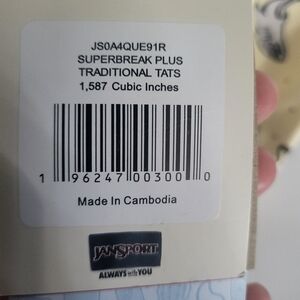 JS0A4QUE91R
SUPERBREAK PLUS
TRADITIONAL TATS
1,587 Cubic Inches
1 96247 00300 0
Made In Cambodia
JANSPORT
ALWAYS with YOU